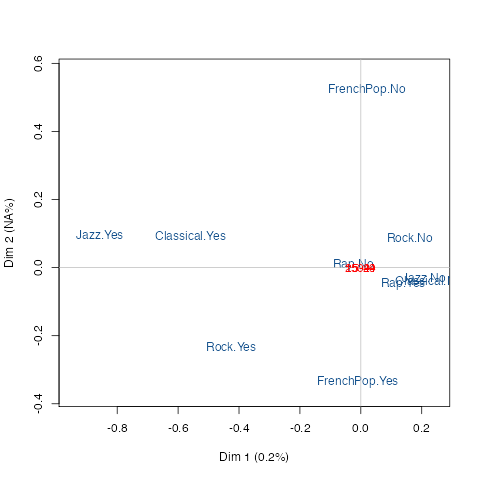 0.6
FrenchPop.No
0.4
0.2
Jazz.Yes
Classical.Yes
Rock.No
Dim 2 (NA%)
Rap.No
0.0
Jazz.No
Rap.Yes
Rock.Yes
-0.2
FrenchPop.Yes
-0.4
-0.8 -0.6 -0.4 -0.2 0.0 0.2
Dim 1 (0.2%)